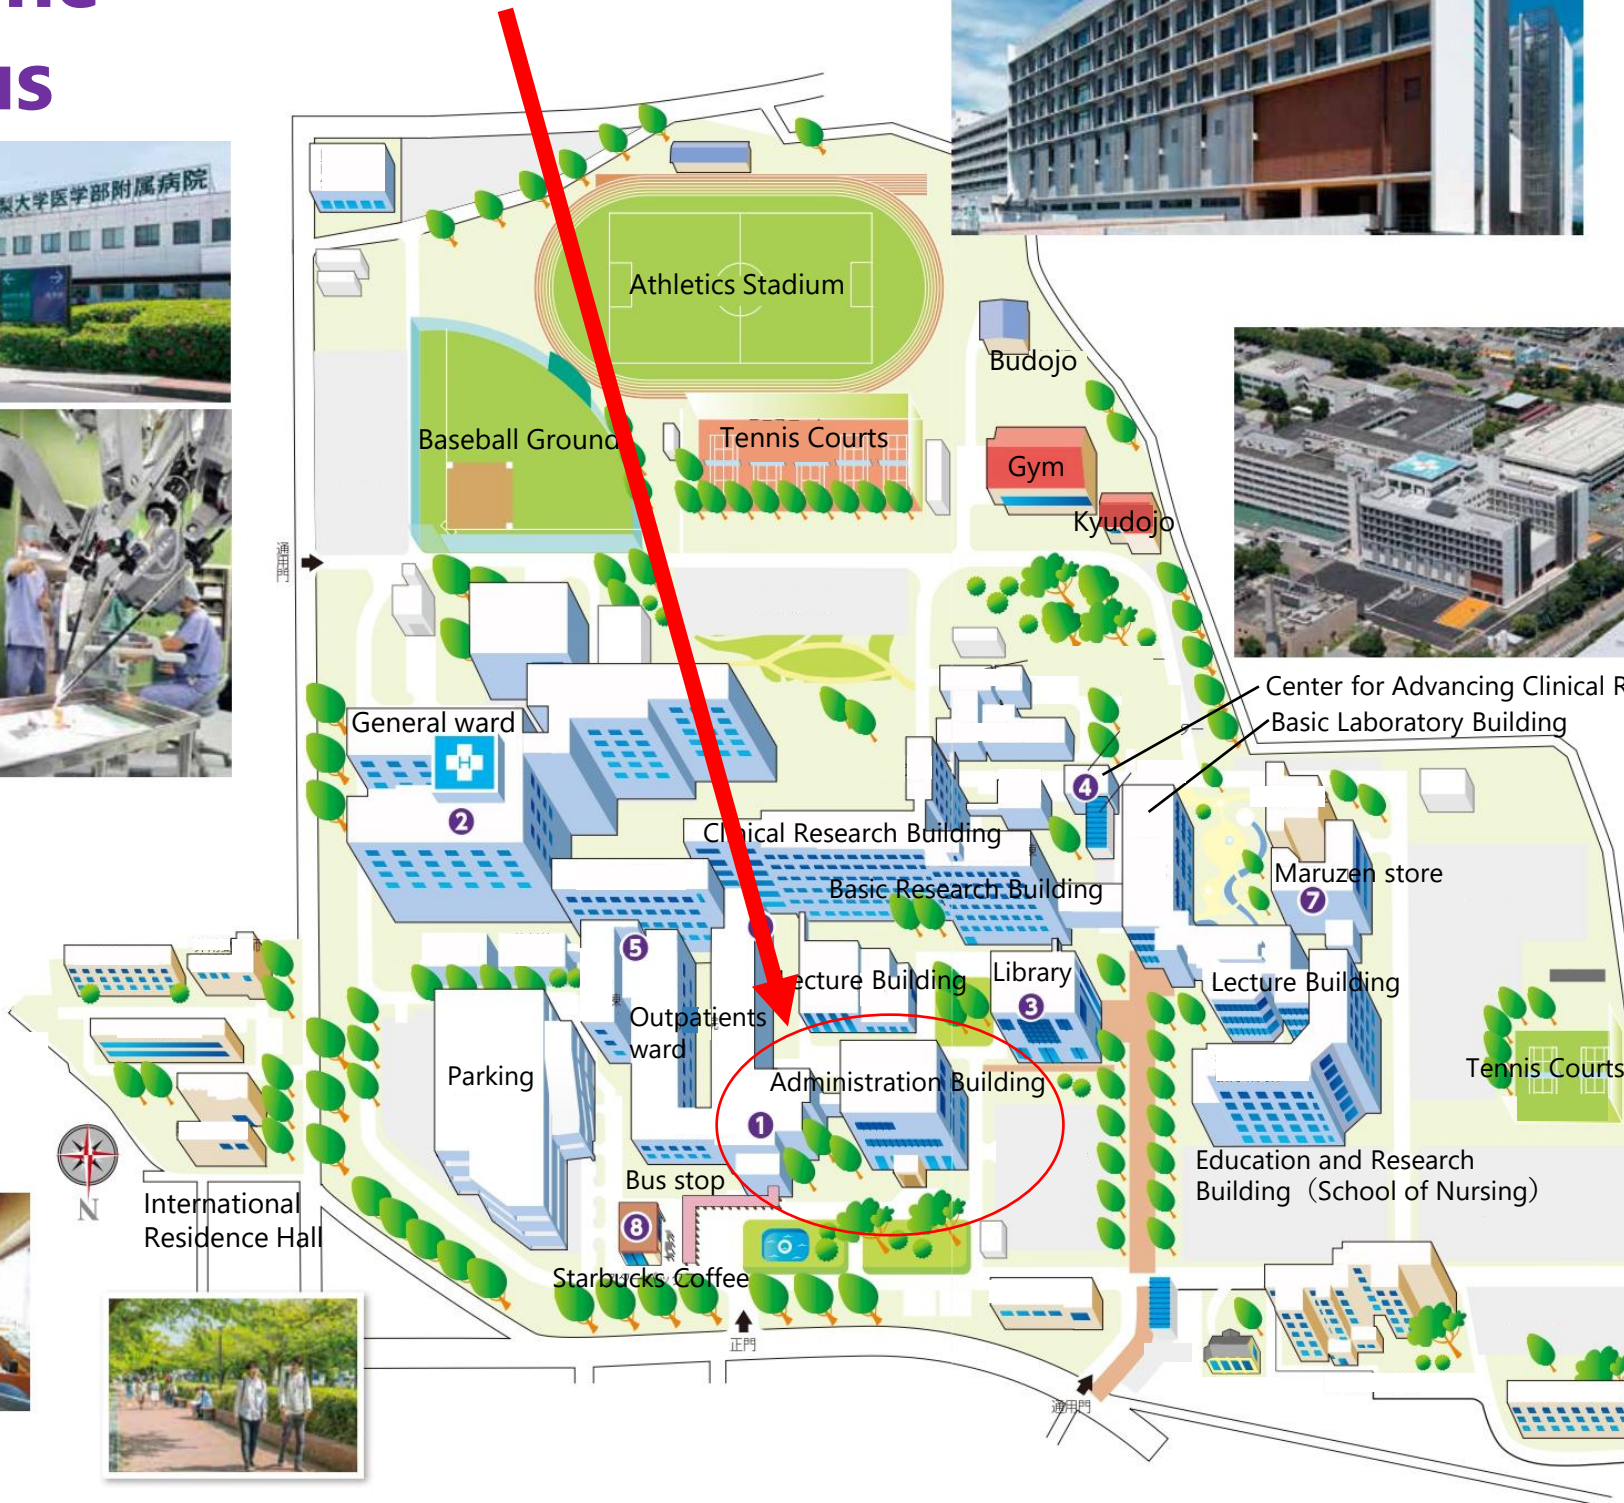 us
梨大学医学部附属病院
Athletics Stadium
Budojo
Baseball Ground
Tennis Courts
Gym
Kyudojo
通用門
Center for Advancing Clinical R
Basic Laboratory Building
General ward
H
4
2
Clinical Research Building
Basic Research Building
Maruzen store
7
5
Lecture Building
Library
3
Lecture Building
東
Outpatients
ward
Parking
Administration Building
Tennis Courts
1
Education and Research
Building（School of Nursing）
Bus stop
N
International
Residence Hall
8
Starbucks Coffee
正門
通用門